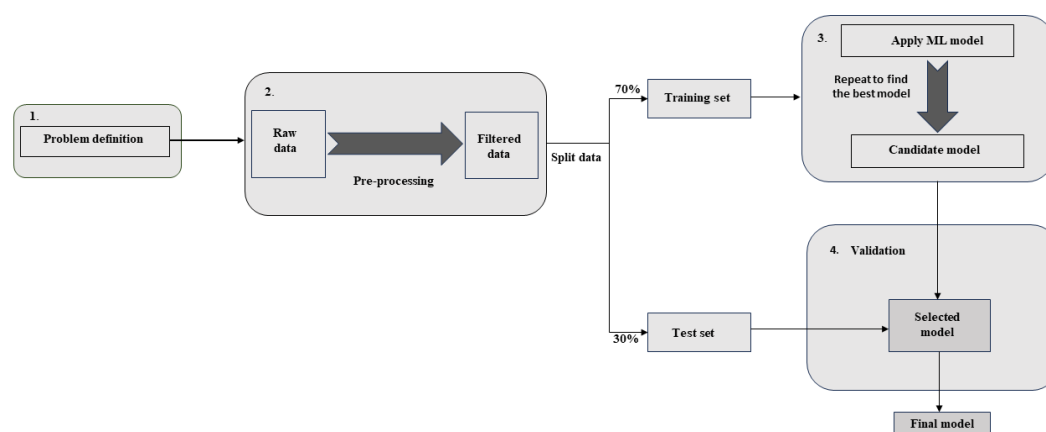 1.
Problem definition
2.
Raw
data
Pre-processing
Filtered
data
Split data
70%
Training set
30%
Test set
3.
Apply ML model
Repeat to find
the best model
Candidate model
4. Validation
Selected
model
Final model